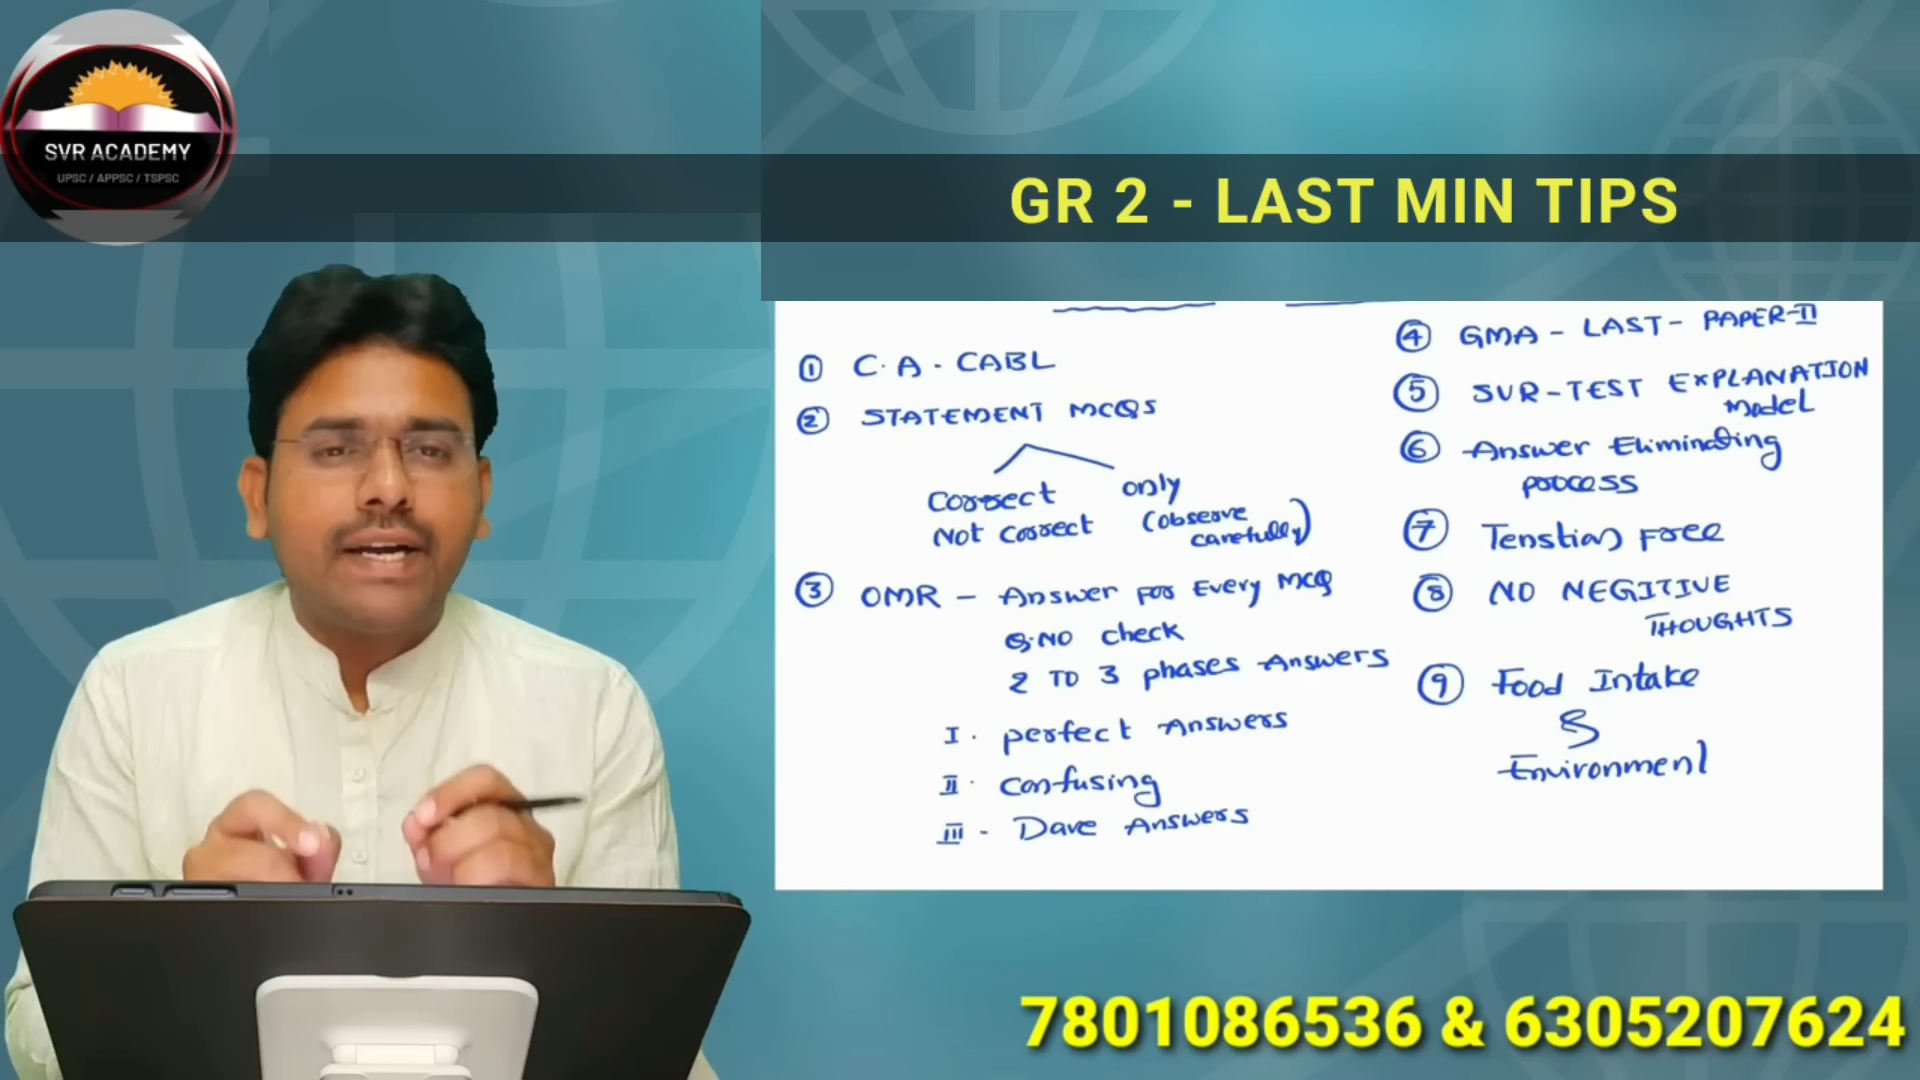 SVR ACADEMY
UPSC / APPSC / TSPSC
GR 2 - LAST MIN TIPS
① C.A - CABL
② STATEMENT MCQS
Correct
Not Correct
only
(observe
carefully)
③ OMR - Answer For Every MCQ
Q.NO check
2 TO 3 phases Answers
I. perfect Answers
II. confusing
III - Dare Answers
④ GMA - LAST - PAPER-II
⑤ SVR-TEST EXPLANATION
Model
⑥ Answer Eliminating
process
⑦ Tenstion Free
⑧ NO NEGITIVE
THOUGHTS
⑨ Food Intake
&
Environment
7801086536 & 6305207624